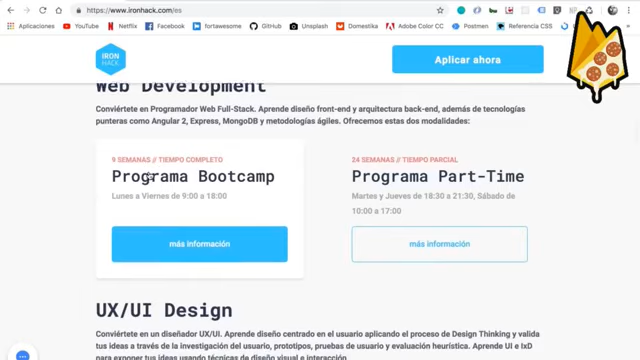 https://www.ironhack.com/es
Aplicaciones YouTube Netflix Facebook fortawesome GitHub Unsplash Domestika Adobe Color CC Postmen Referencia CSS
IRON
HACK.
Aplicar ahora
Web Development
Conviértete en Programador Web Full-Stack. Aprende diseño front-end y arquitectura back-end, además de tecnologías
punteras como Angular 2, Express, MongoDB y metodologías ágiles. Ofrecemos estas dos modalidades:
9 SEMANAS // TIEMPO COMPLETO
Programa Bootcamp
Lunes a Viernes de 9:00 a 18:00
más información
24 SEMANAS // TIEMPO PARCIAL
Programa Part-Time
Martes y Jueves de 18:30 a 21:30, Sábado de
10:00 a 17:00
más información
UX/UI Design
Conviértete en un diseñador UX/UI. Aprende diseño centrado en el usuario aplicando el proceso de Design Thinking y valida
tus ideas a través de la investigación del usuario, prototipos, pruebas de usuario y evaluación heurística. Aprende UI e IxD
para exponer tus ideas usando técnicas de diseño visual e interacción